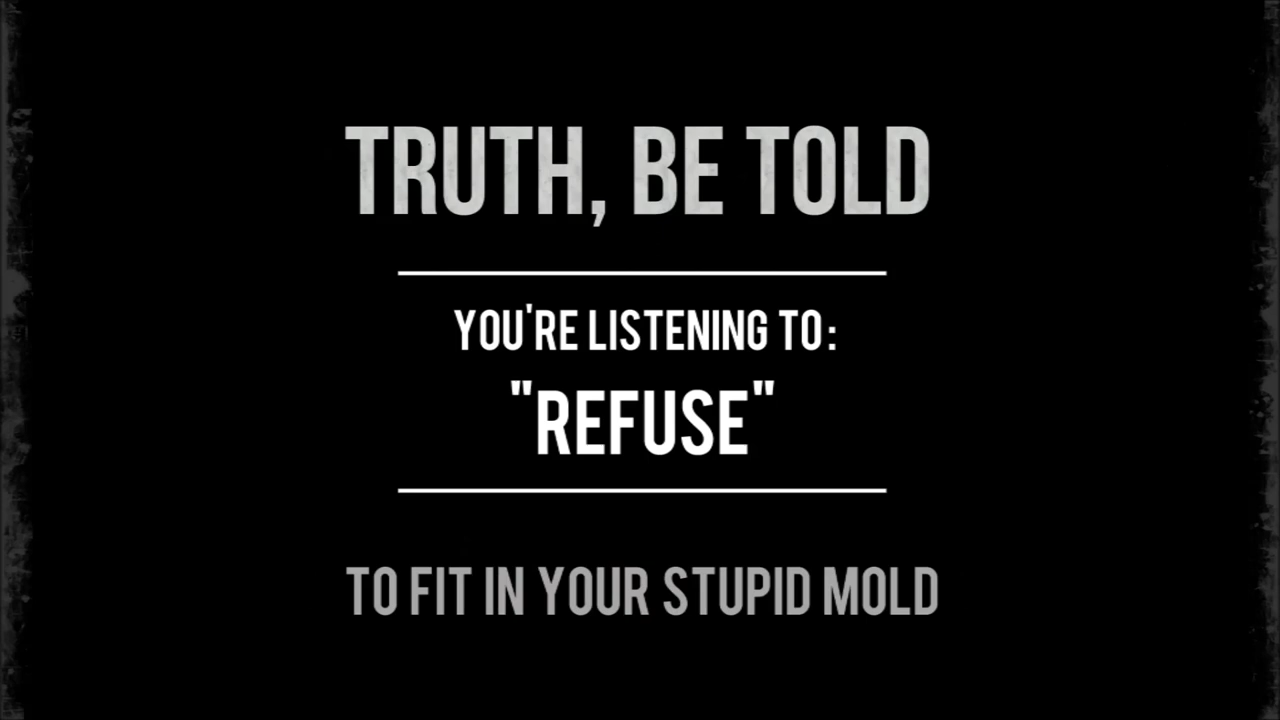 TRUTH, BE TOLD
YOU'RE LISTENING TO:
"REFUSE"
TO FIT IN YOUR STUPID MOLD